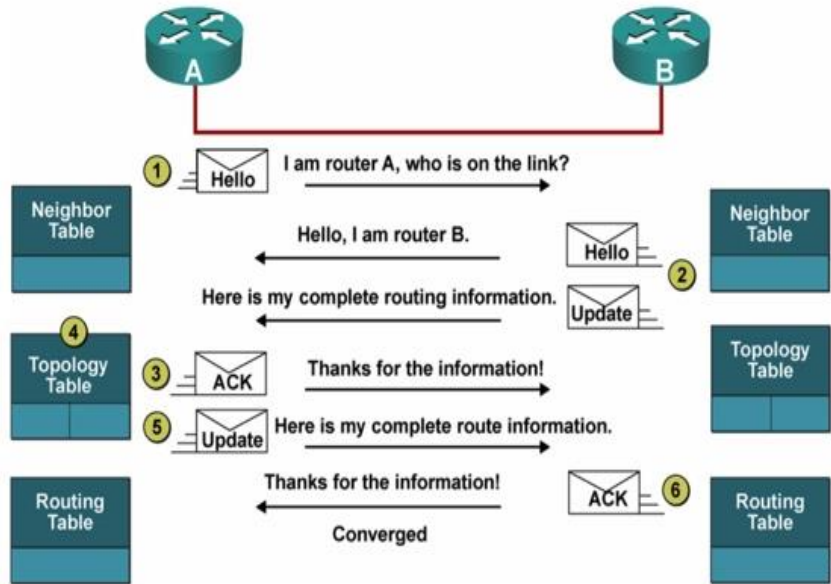 A
B
1
Hello
I am router A, who is on the link?
Neighbor
Table
Neighbor
Table
Hello, I am router B.
Hello
2
Here is my complete routing information.
Update
4
Topology
Table
Topology
Table
3
ACK
Thanks for the information!
5
Update
Here is my complete route information.
Thanks for the information!
ACK
6
Converged
Routing
Table
Routing
Table